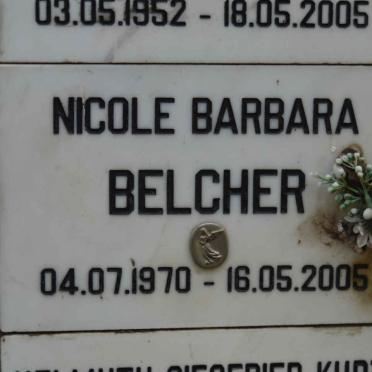 03.05.1952 - 18.05.2005
NICOLE BARBARA
BELCHER
04.07.1970 - 16.05.2005